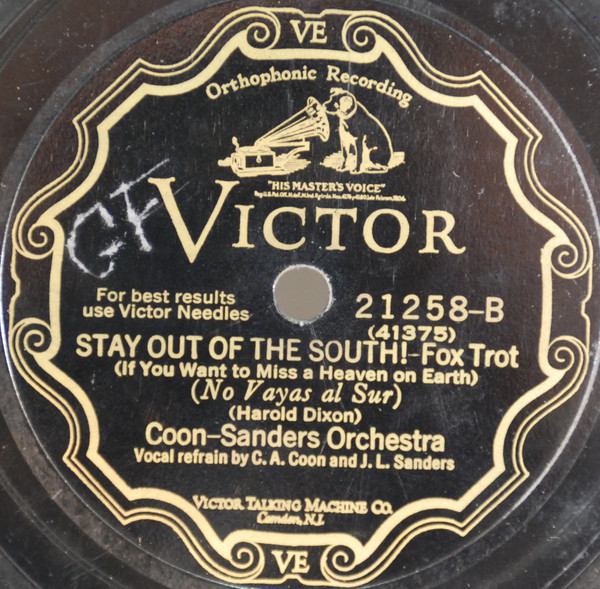 VE
Orthophonic Recording
"HIS MASTER'S VOICE"
GF
VICTOR
For best results
use Victor Needles
21258-B
(41375)
STAY OUT OF THE SOUTH!-Fox Trot
(If You Want to Miss a Heaven on Earth)
(No Vayas al Sur)
(Harold Dixon)
Coon-Sanders Orchestra
Vocal refrain by C. A. Coon and J. L. Sanders
VICTOR TALKING MACHINE CO.
Camden, N.J.
VE